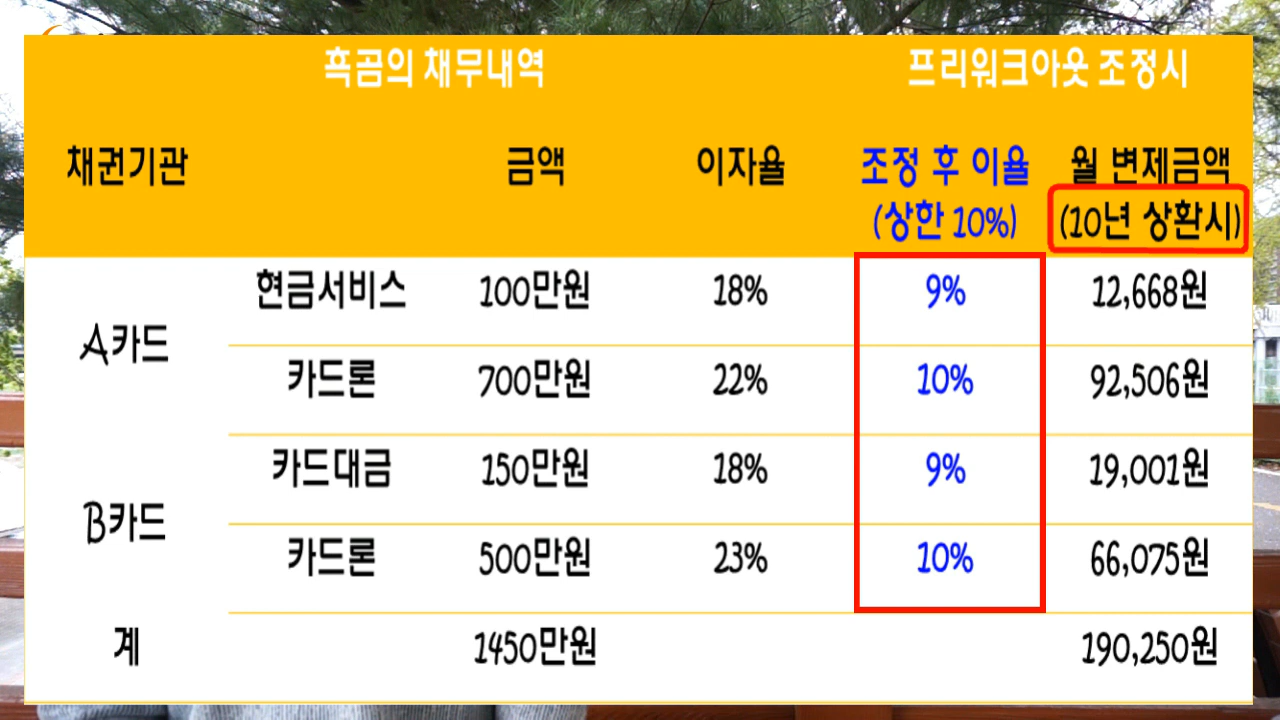 흑곰의 채무내역 프리워크아웃 조정시
채권기관 금액 이자율 조정 후 이율 월 변제금액
(상한 10%) (10년 상환시)
현금서비스 100만원 18% 9% 12,668원
A카드
카드론 700만원 22% 10% 92,506원
카드대금 150만원 18% 9% 19,001원
B카드
카드론 500만원 23% 10% 66,075원
계 1450만원 190,250원